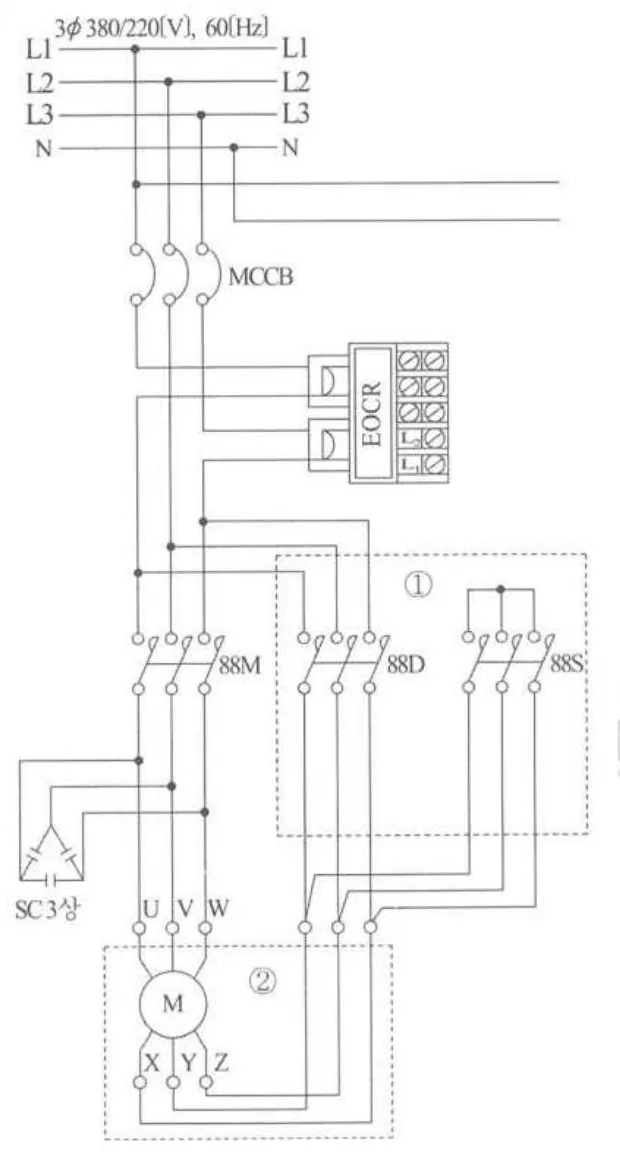 3φ 380/220[V], 60[Hz]
L1 L1
L2 L2
L3 L3
N N
MCCB
EOCR
L2
L1
①
88M 88D 88S
SC 3상
U V W
②
M
X Y Z